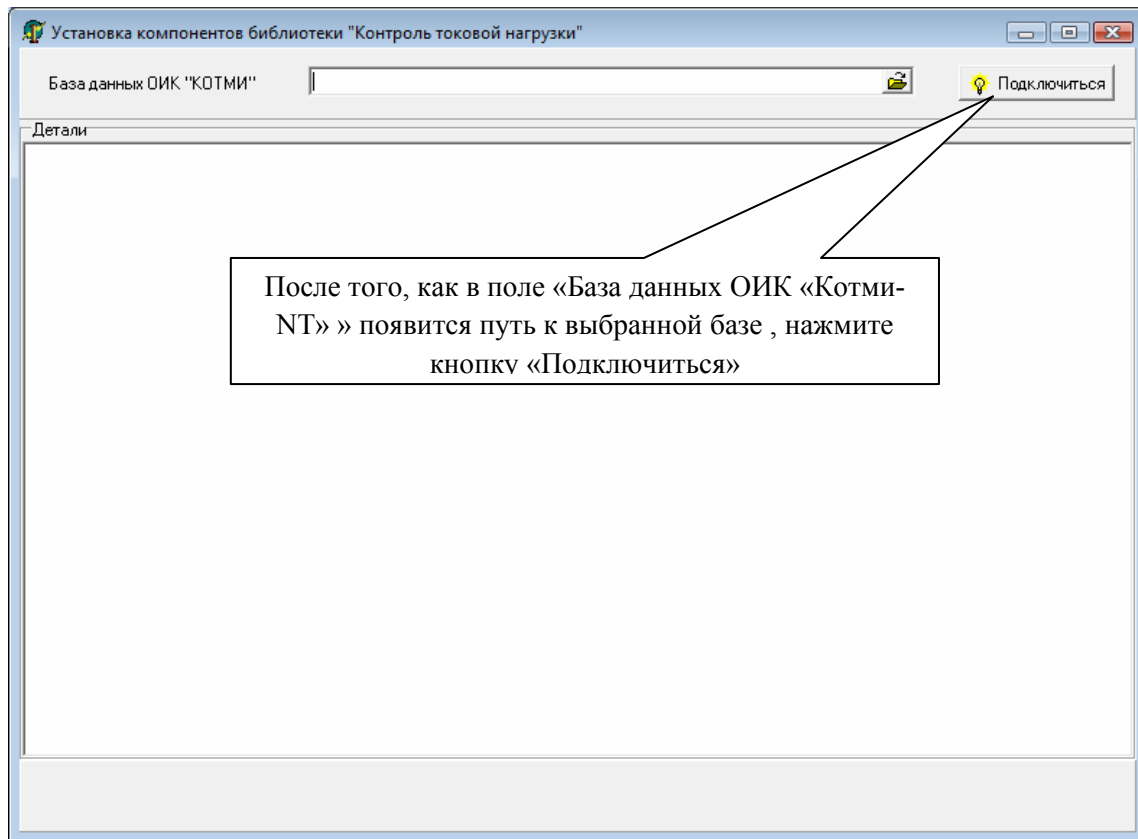 Установка компонентов библиотеки "Контроль токовой нагрузки"
База данных ОИК "КОТМИ"
Подключиться
Детали
После того, как в поле «База данных ОИК «Котми-
NT» » появится путь к выбранной базе , нажмите
кнопку «Подключиться»